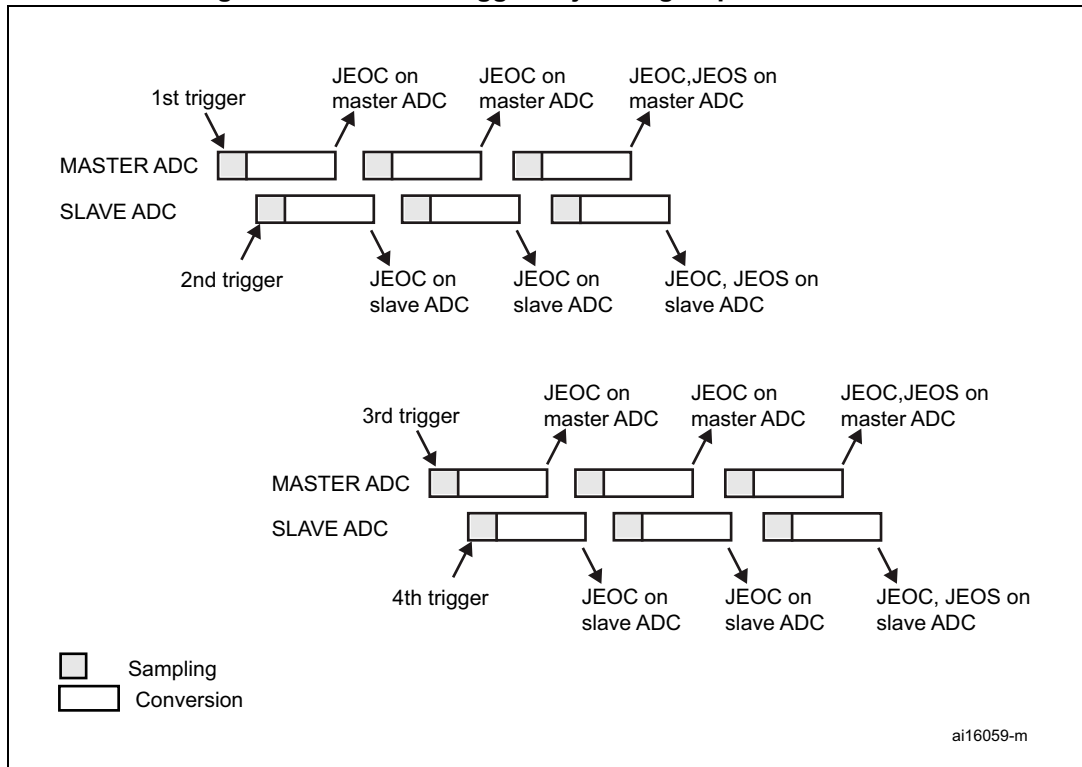 JEOC on
master ADC
JEOC on
master ADC
JEOC,JEOS on
master ADC
1st trigger
MASTER ADC
SLAVE ADC
2nd trigger
JEOC on
slave ADC
JEOC on
slave ADC
JEOC, JEOS on
slave ADC
JEOC on
master ADC
JEOC on
master ADC
JEOC,JEOS on
master ADC
3rd trigger
MASTER ADC
SLAVE ADC
4th trigger
JEOC on
slave ADC
JEOC on
slave ADC
JEOC, JEOS on
slave ADC
Sampling
Conversion
ai16059-m